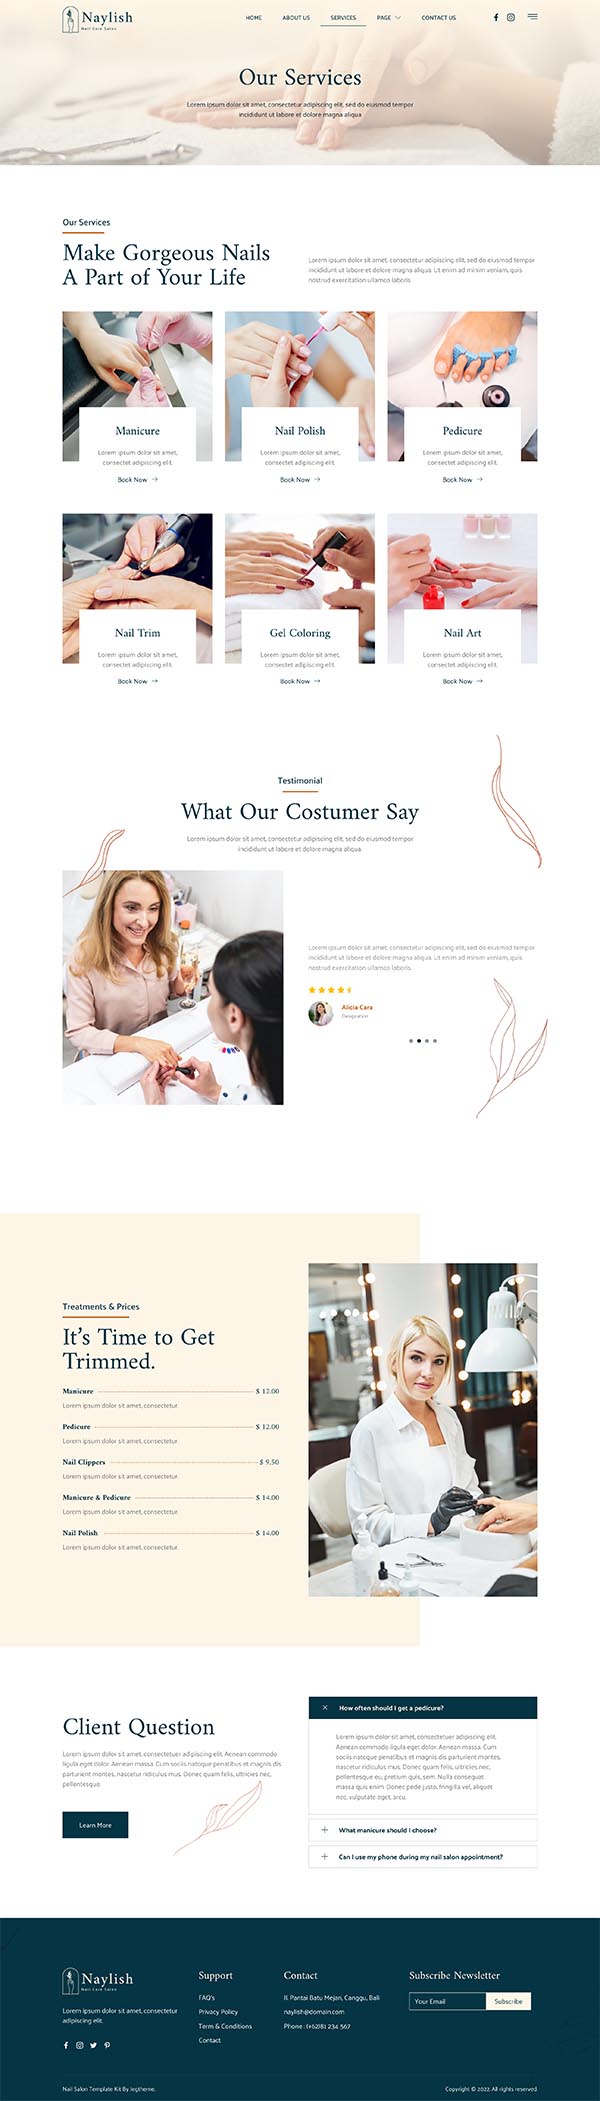 Naylish
Nail Care Salon
HOME
ABOUT US
SERVICES
PAGE
CONTACT US
Our Services
Lorem ipsum dolor sit amet, consectetur adipiscing elit, sed do eiusmod tempor
incididunt ut labore et dolore magna aliqua
Our Services
Make Gorgeous Nails
A Part of Your Life
Lorem ipsum dolor sit amet, consectetur adipiscing elit, sed do eiusmod tempor
incididunt ut labore et dolore magna aliqua. Ut enim ad minim veniam, quis
nostrud exercitation ullamco laboris
Manicure
Lorem ipsum dolor sit amet,
consectet adipiscing elit.
Book Now
Nail Polish
Lorem ipsum dolor sit amet,
consectet adipiscing elit.
Book Now
Pedicure
Lorem ipsum dolor sit amet,
consectet adipiscing elit.
Book Now
Nail Trim
Lorem ipsum dolor sit amet,
consectet adipiscing elit.
Book Now
Gel Coloring
Lorem ipsum dolor sit amet,
consectet adipiscing elit.
Book Now
Nail Art
Lorem ipsum dolor sit amet,
consectet adipiscing elit.
Book Now
Testimonial
What Our Costumer Say
Lorem ipsum dolor sit amet, consectetur adipiscing elit, sed do eiusmod tempor
incididunt ut labore et dolore magna aliqua.
Lorem ipsum dolor sit amet, consectetur adipiscing elit, sed do eiusmod tempor
incididunt ut labore et dolore magna aliqua. Ut enim ad minim veniam, quis
nostrud exercitation ullamco laboris.
Alicia Cara
Designation
Treatments & Prices
It's Time to Get
Trimmed.
Manicure $ 12.00
Lorem ipsum dolor sit amet, consectetur.
Pedicure $ 12.00
Lorem ipsum dolor sit amet, consectetur.
Nail Clippers $ 9.50
Lorem ipsum dolor sit amet, consectetur.
Manicure & Pedicure $ 14.00
Lorem ipsum dolor sit amet, consectetur.
Nail Polish $ 14.00
Lorem ipsum dolor sit amet, consectetur.
Client Question
Lorem ipsum dolor sit amet, consectetuer adipiscing elit. Aenean commodo
ligula eget dolor. Aenean massa. Cum sociis natoque penatibus et magnis dis
parturient montes, nascetur ridiculus mus. Donec quam felis, ultricies nec,
pellentesque
Learn More
How often should I get a pedicure?
Lorem ipsum dolor sit amet, consectetuer adipiscing elit.
Aenean commodo ligula eget dolor. Aenean massa. Cum
sociis natoque penatibus et magnis dis parturient montes,
nascetur ridiculus mus. Donec quam felis, ultricies nec,
pellentesque eu, pretium quis, sem. Nulla consequat
massa quis enim. Donec pede justo, fringilla vel, aliquet
nec, vulputate eget, arcu.
What manicure should I choose?
Can I use my phone during my nail salon appointment?
Naylish
Nail Care Salon
Lorem ipsum dolor sit amet, consectetur
adipiscing elit.
Support
FAQ's
Privacy Policy
Term & Conditions
Contact
Contact
Jl. Pantai Batu Mejan, Canggu, Bali
naylish@domain.com
Phone : (+62)81 234 567
Subscribe Newsletter
Your Email
Subscribe
Nail Salon Template Kit By Jegtheme.
Copyright © 2022. All rights reserved.